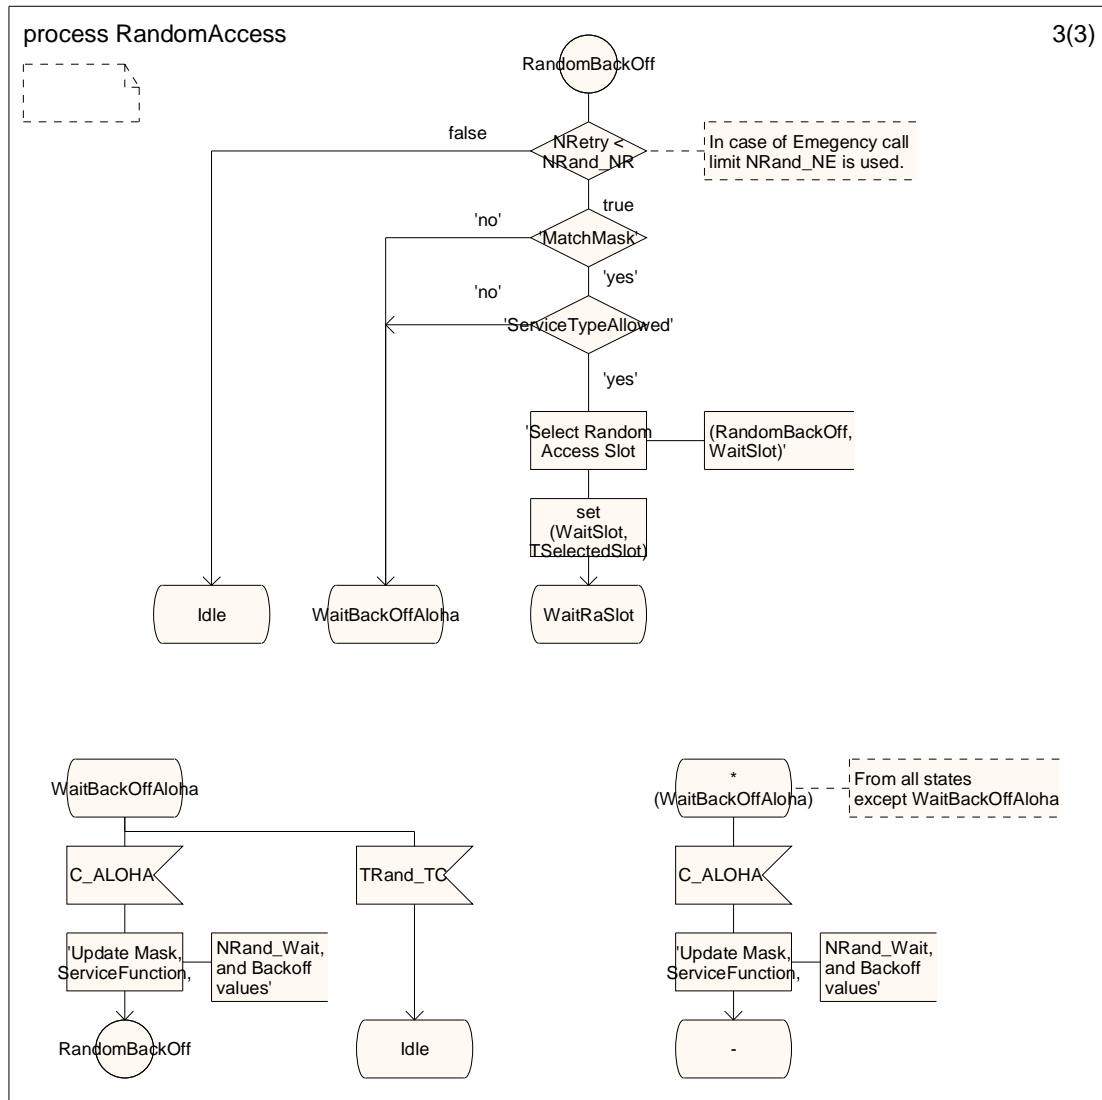 process RandomAccess
3(3)
RandomBackOff
false
NRetry <
NRand_NR
In case of Emegency call
limit NRand_NE is used.
true
'no'
'MatchMask'
'yes'
'no'
'ServiceTypeAllowed'
'yes'
'Select Random
Access Slot
(RandomBackOff,
WaitSlot)'
set
(WaitSlot,
TSelectedSlot)
Idle
WaitBackOffAloha
WaitRaSlot
WaitBackOffAloha
*
(WaitBackOffAloha)
From all states
except WaitBackOffAloha
C_ALOHA
TRand_TC
C_ALOHA
'Update Mask,
ServiceFunction,
NRand_Wait,
and Backoff
values'
'Update Mask,
ServiceFunction,
NRand_Wait,
and Backoff
values'
RandomBackOff
Idle
-